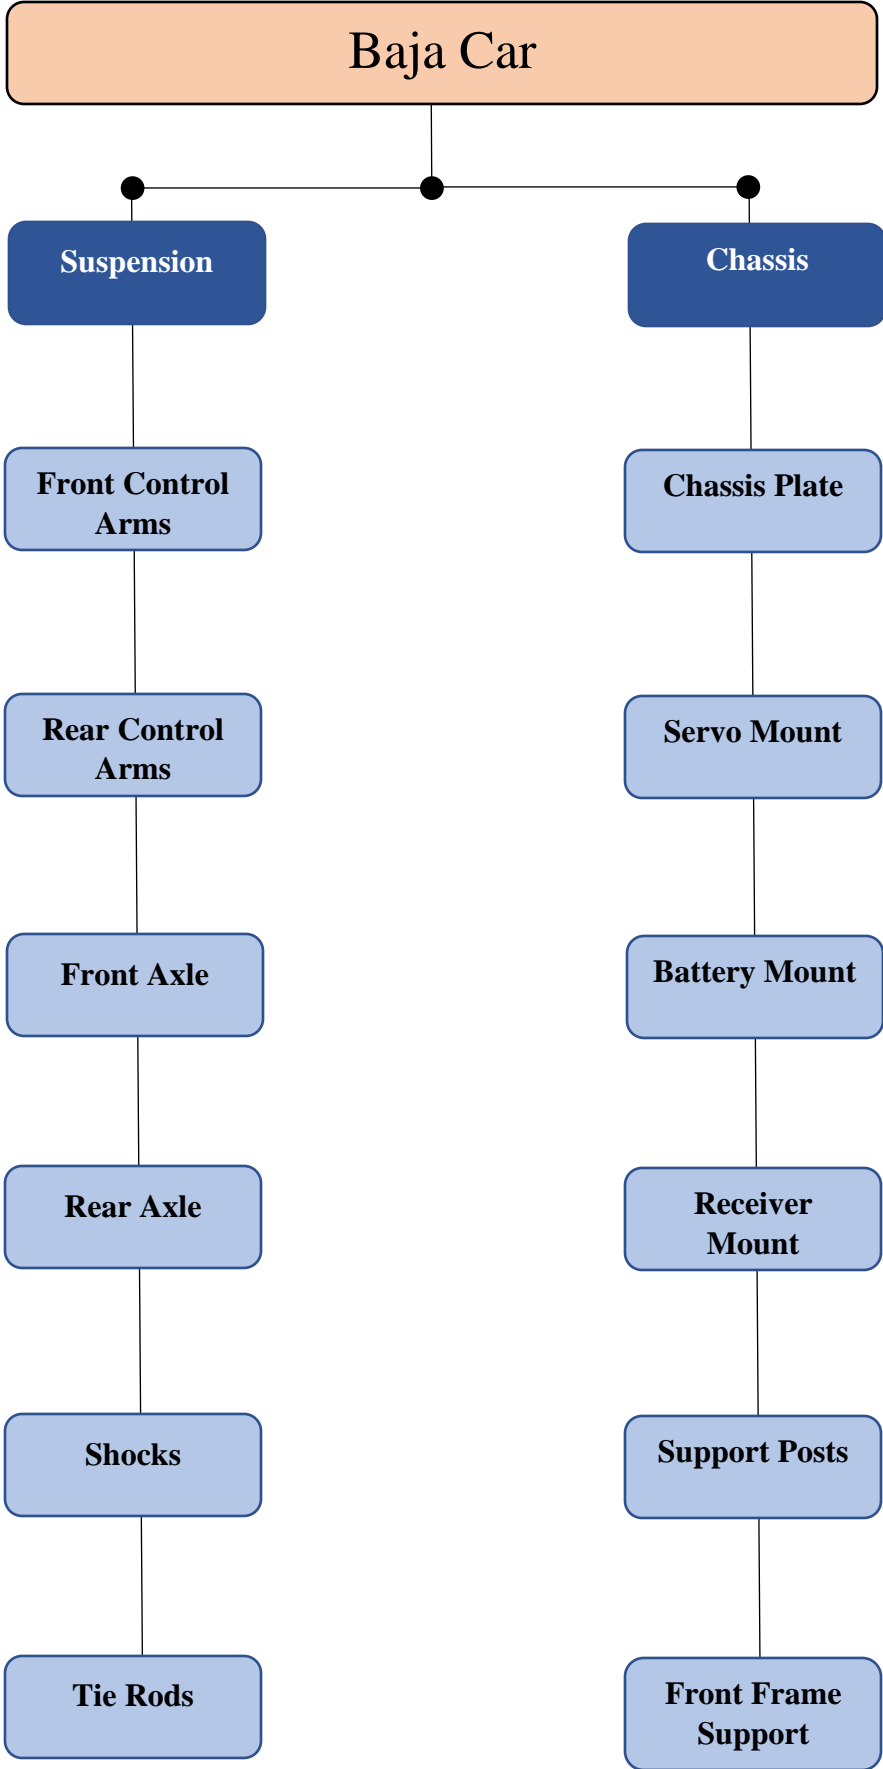 Baja Car
Suspension
Chassis
Front Control
Arms
Chassis Plate
Rear Control
Arms
Servo Mount
Front Axle
Battery Mount
Rear Axle
Receiver
Mount
Shocks
Support Posts
Tie Rods
Front Frame
Support